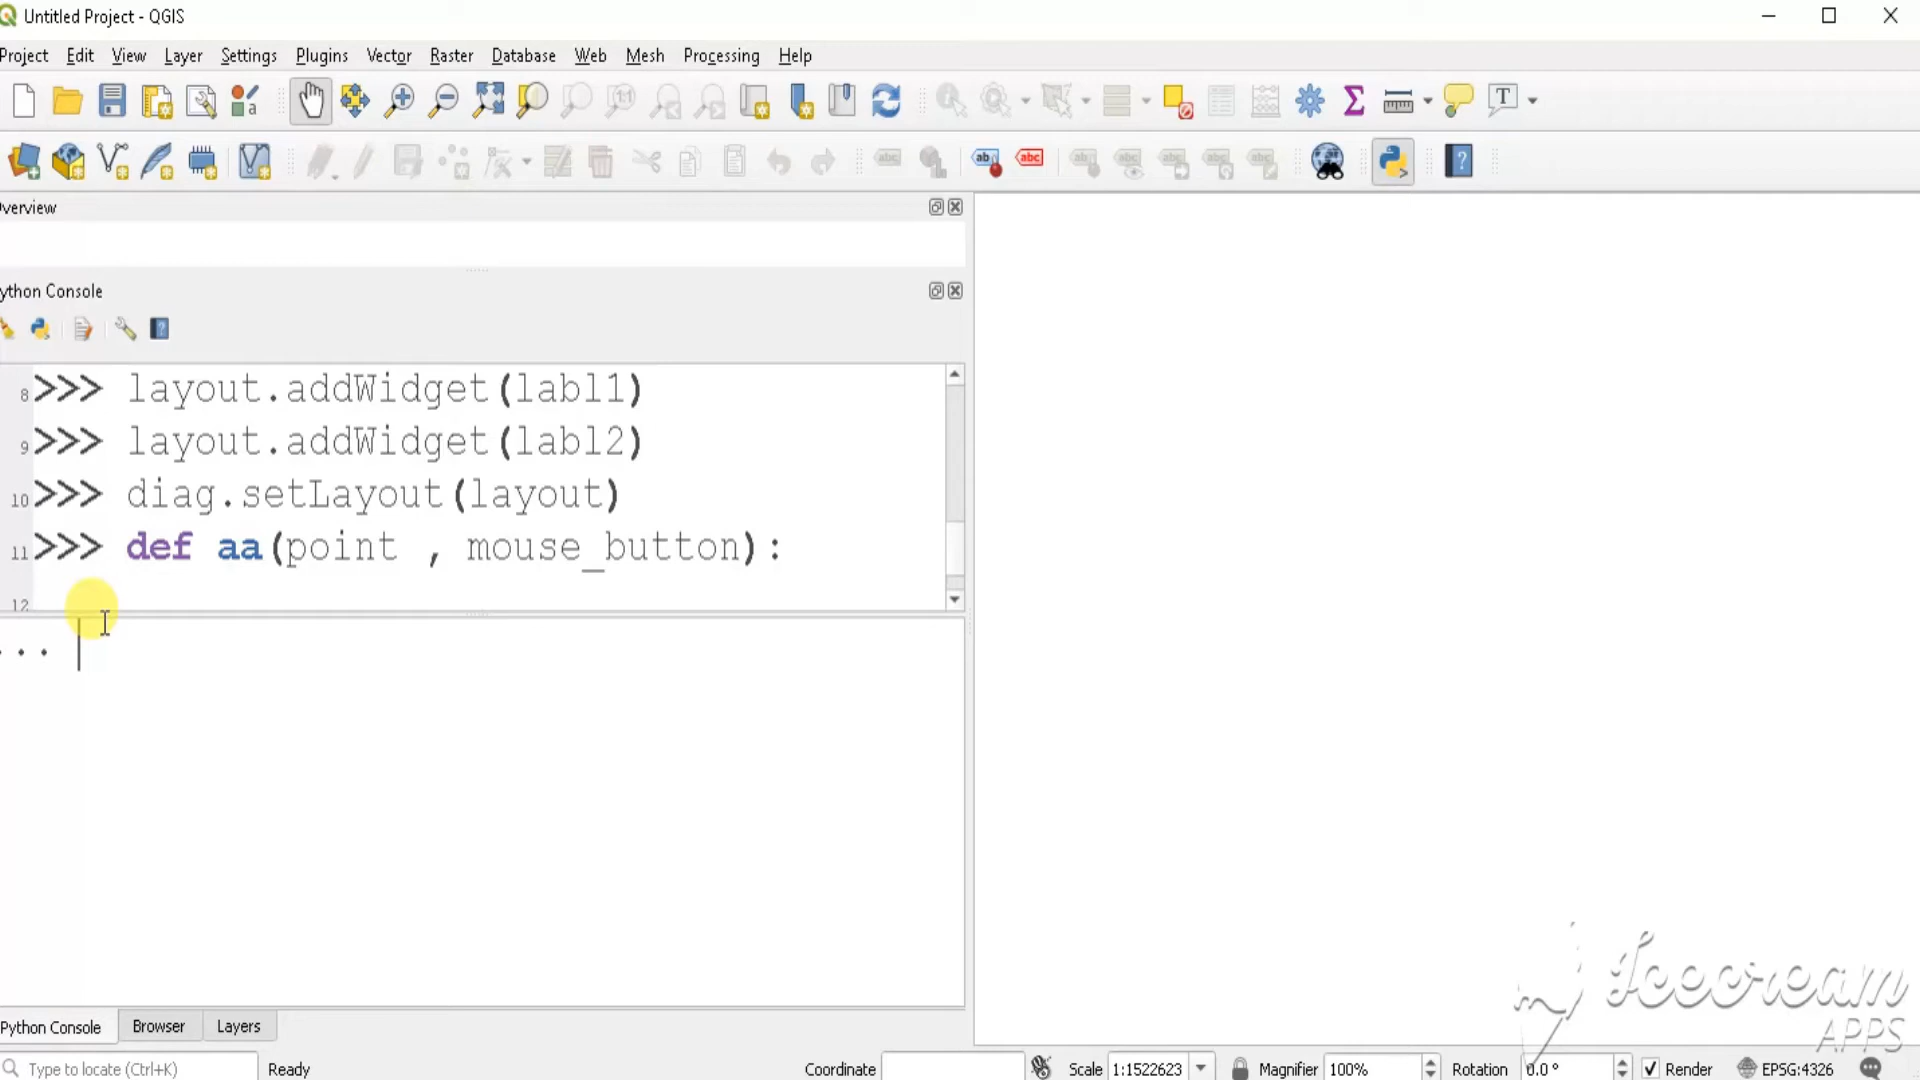 Untitled Project - QGIS
Project Edit View Layer Settings Plugins Vector Raster Database Web Mesh Processing Help
verview
ython Console
8 >>> layout.addWidget(labl1)
9 >>> layout.addWidget(labl2)
10 >>> diag.setLayout(layout)
11 >>> def aa(point , mouse_button):
12
...
Python Console Browser Layers
Type to locate (Ctrl+K) Ready Coordinate Scale 1:1522623 Magnifier 100% Rotation 0.0 ° Render EPSG:4326
Icecream
APPS